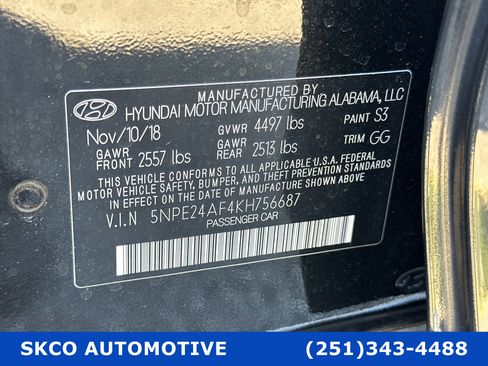 MANUFACTURED BY
HYUNDAI MOTOR MANUFACTURING ALABAMA, LLC
Nov/10/18 GVWR 4497 lbs PAINT S3
GAWR FRONT 2557 lbs GAWR REAR 2513 lbs TRIM GG
THIS VEHICLE CONFORMS TO ALL APPLICABLE U.S.A. FEDERAL
MOTOR VEHICLE SAFETY, BUMPER, AND THEFT PREVENTION
STANDARDS IN EFFECT ON THE DATE OF MANUFACTURE SHOWN ABOVE.
V.I.N 5NPE24AF4KH756687
PASSENGER CAR
SKCO AUTOMOTIVE (251)343-4488